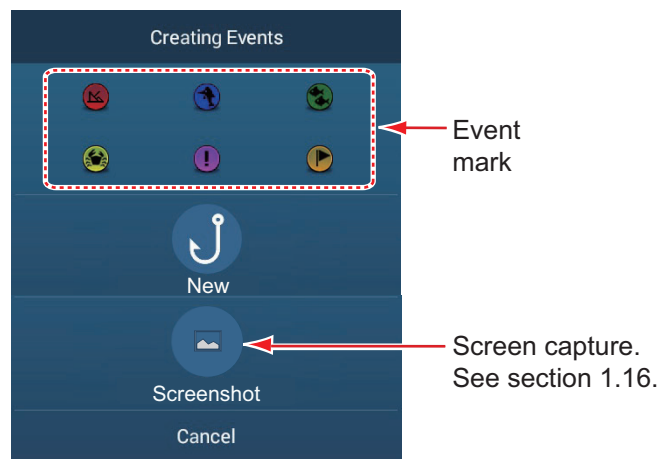 Creating Events
Event
mark
!
New
Screenshot
Screen capture.
See section 1.16.
Cancel